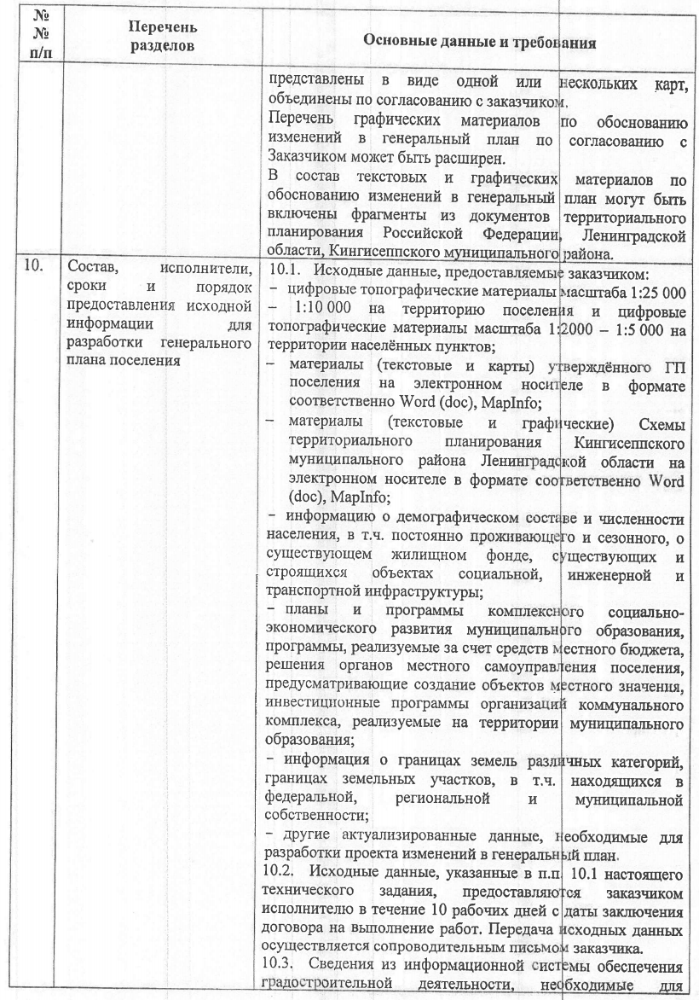 №
№
п/п
Перечень
разделов
Основные данные и требования
представлены в виде одной или нескольких карт,
объединены по согласованию с заказчиком.
Перечень графических материалов по обоснованию
изменений в генеральный план по согласованию с
Заказчиком может быть расширен.
В состав текстовых и графических материалов по
обоснованию изменений в генеральный план могут быть
включены фрагменты из документов территориального
планирования Российской Федерации, Ленинградской
области, Кингисеппского муниципального района.
10.
Состав, исполнители,
сроки и порядок
предоставления исходной
информации для
разработки генерального
плана поселения
10.1. Исходные данные, предоставляемые заказчиком:
– цифровые топографические материалы масштаба 1:25 000
– 1:10 000 на территорию поселения и цифровые
топографические материалы масштаба 1:2000 – 1:5 000 на
территории населённых пунктов;
– материалы (текстовые и карты) утверждённого ГП
поселения на электронном носителе в формате
соответственно Word (doc), MapInfo;
– материалы (текстовые и графические) Схемы
территориального планирования Кингисеппского
муниципального района Ленинградской области на
электронном носителе в формате соответственно Word
(doc), MapInfo;
– информацию о демографическом составе и численности
населения, в т.ч. постоянно проживающего и сезонного, о
существующем жилищном фонде, существующих и
строящихся объектах социальной, инженерной и
транспортной инфраструктуры;
– планы и программы комплексного социально-
экономического развития муниципального образования,
программы, реализуемые за счет средств местного бюджета,
решения органов местного самоуправления поселения,
предусматривающие создание объектов местного значения,
инвестиционные программы организаций коммунального
комплекса, реализуемые на территории муниципального
образования;
– информация о границах земель различных категорий,
границах земельных участков, в т.ч. находящихся в
федеральной, региональной и муниципальной
собственности;
– другие актуализированные данные, необходимые для
разработки проекта изменений в генеральный план.
10.2. Исходные данные, указанные в п.п. 10.1 настоящего
технического задания, предоставляются заказчиком
исполнителю в течение 10 рабочих дней с даты заключения
договора на выполнение работ. Передача исходных данных
осуществляется сопроводительным письмом заказчика.
10.3. Сведения из информационной системы обеспечения
градостроительной деятельности, необходимые для